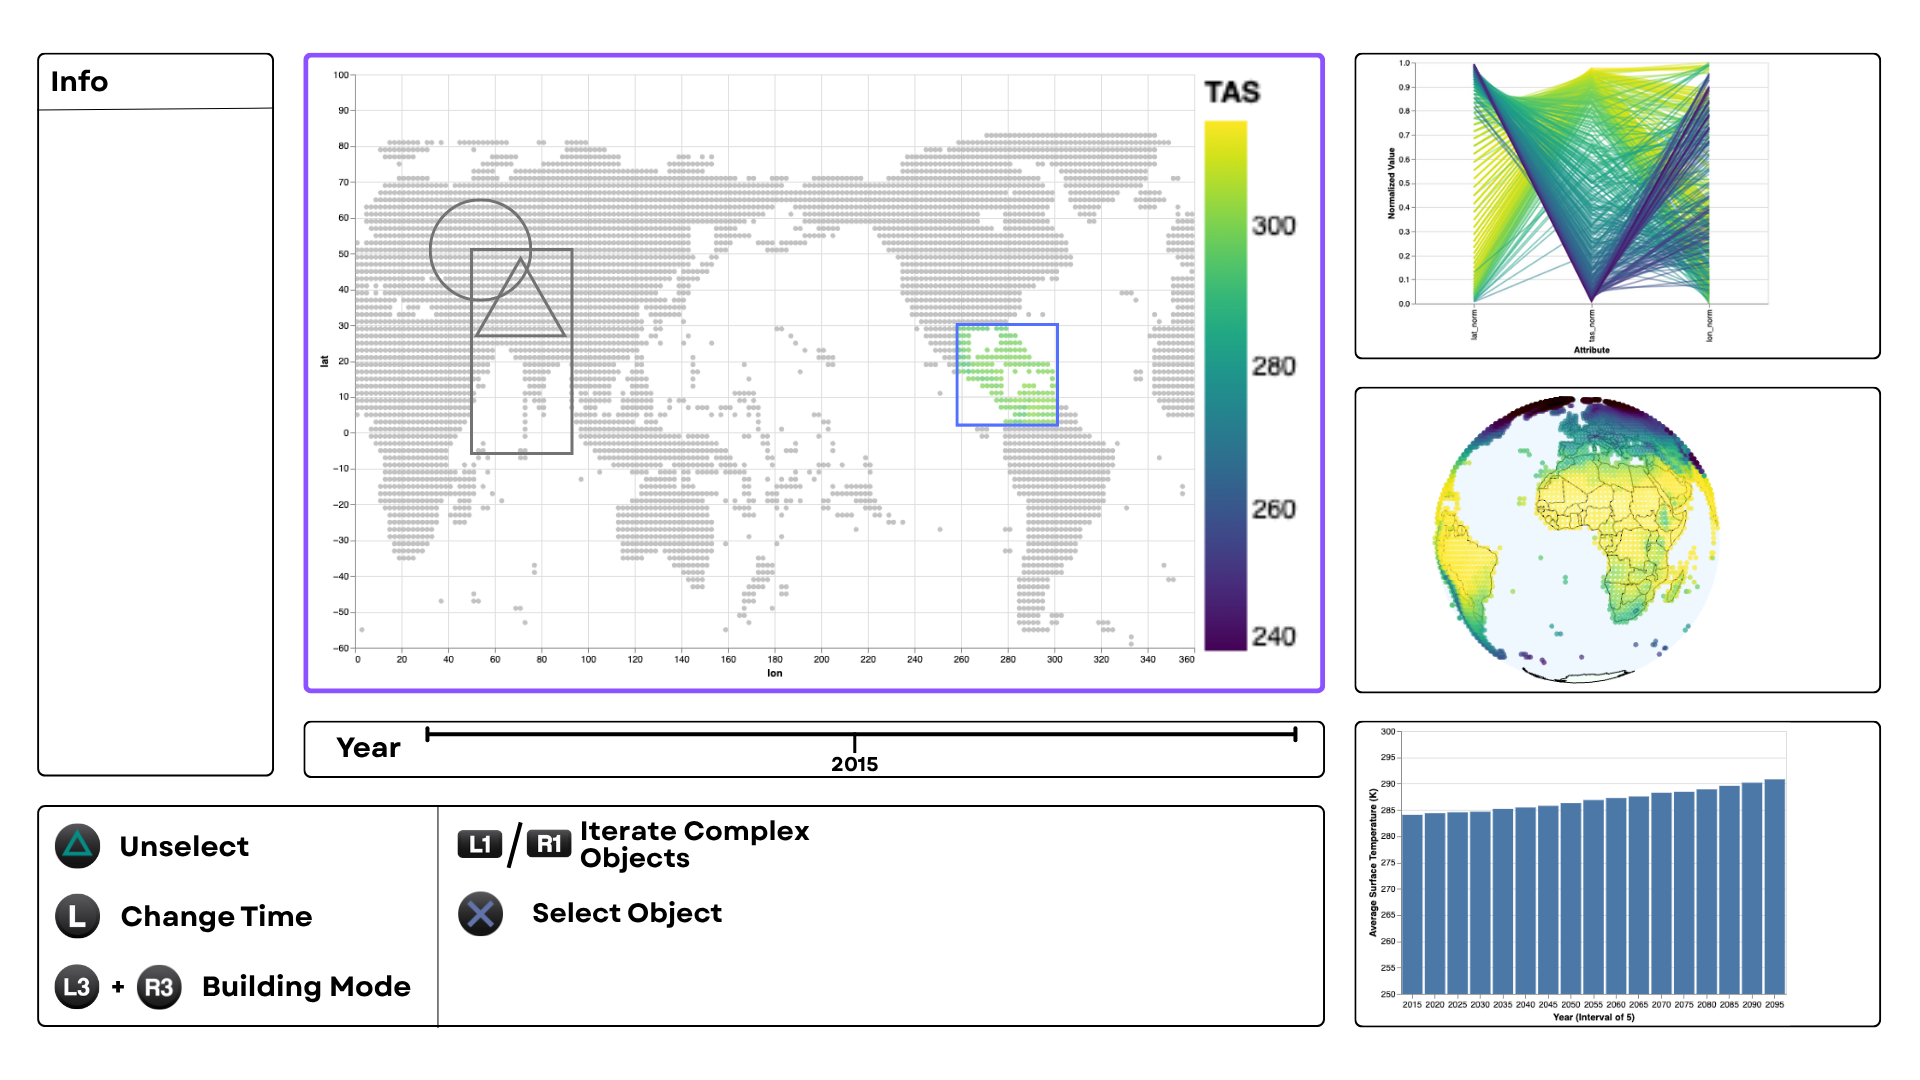 Info
100
90
80
70
60
50
40
30
20
10
0
−10
−20
−30
−40
−50
−60
lat
0 20 40 60 80 100 120 140 160 180 200 220 240 260 280 300 320 340 360
lon
TAS
300
280
260
240
Year
2015
Unselect
Change Time
L
L3 + R3 Building Mode
L1 / R1 Iterate Complex
Objects
Select Object
1.0
0.9
0.8
0.7
0.6
0.5
0.4
0.3
0.2
0.1
0.0
Normalized Value
lat_norm tas_norm lon_norm
Attribute
300
295
290
285
280
275
270
265
260
255
250
Average Surface Temperature (K)
2015 2020 2025 2030 2035 2040 2045 2050 2055 2060 2065 2070 2075 2080 2085 2090 2095
Year (Interval of 5)